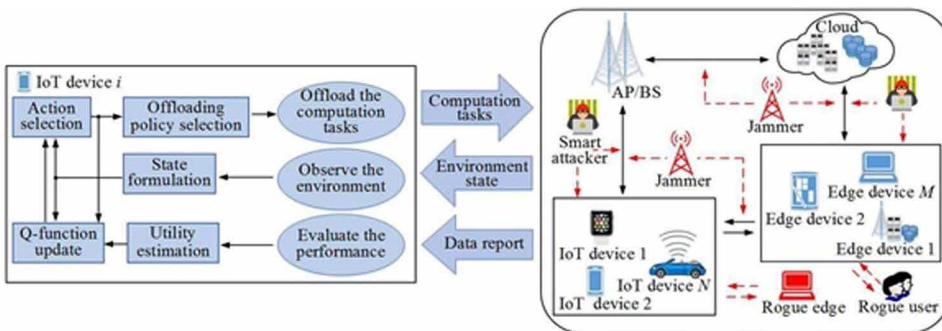 IoT device i
Action
selection
Offloading
policy selection
Offload the
computation
tasks
State
formulation
Observe the
environment
Q-function
update
Utility
estimation
Evaluate the
performance
Computation
tasks
Environment
state
Data report
Cloud
AP/BS
Jammer
Smart
attacker
Jammer
Edge device M
Edge device 2
Edge device 1
IoT device 1
IoT device N
IoT device 2
Rogue edge
Rogue user